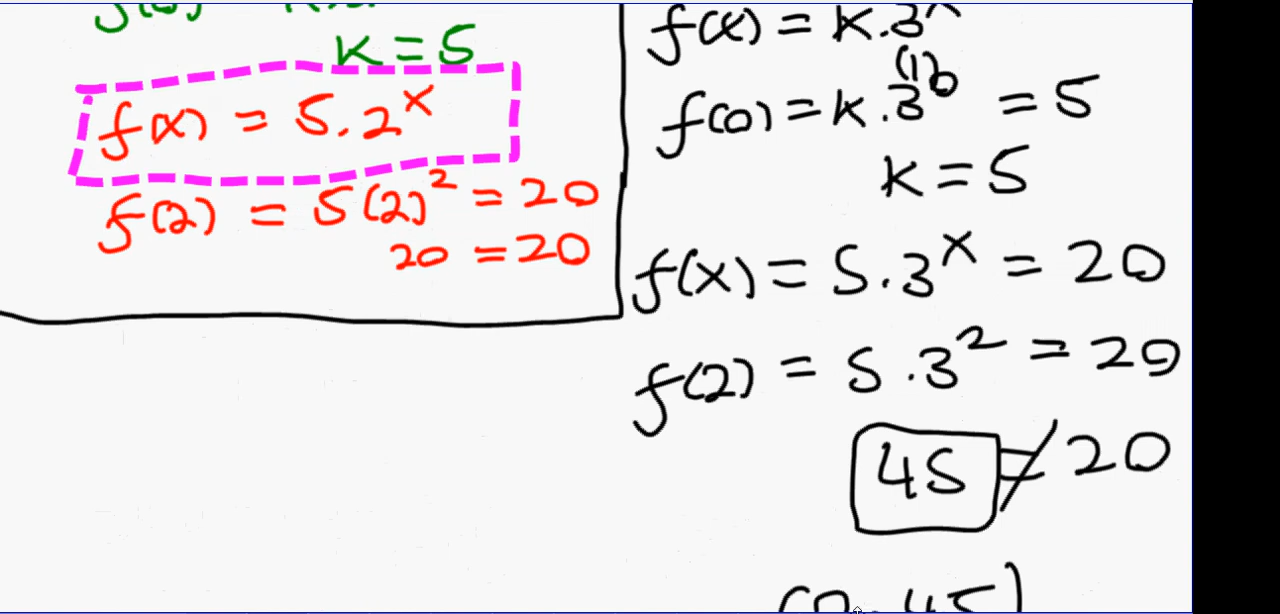 K = 5
f(x) = 5.2^x
f(2) = 5(2)^2 = 20
20 = 20
f(x) = K.3^x
(1)
f(0) = K.3^0 = 5
K = 5
f(x) = 5.3^x = 20
f(2) = 5.3^2 = 20
45 ≠ 20